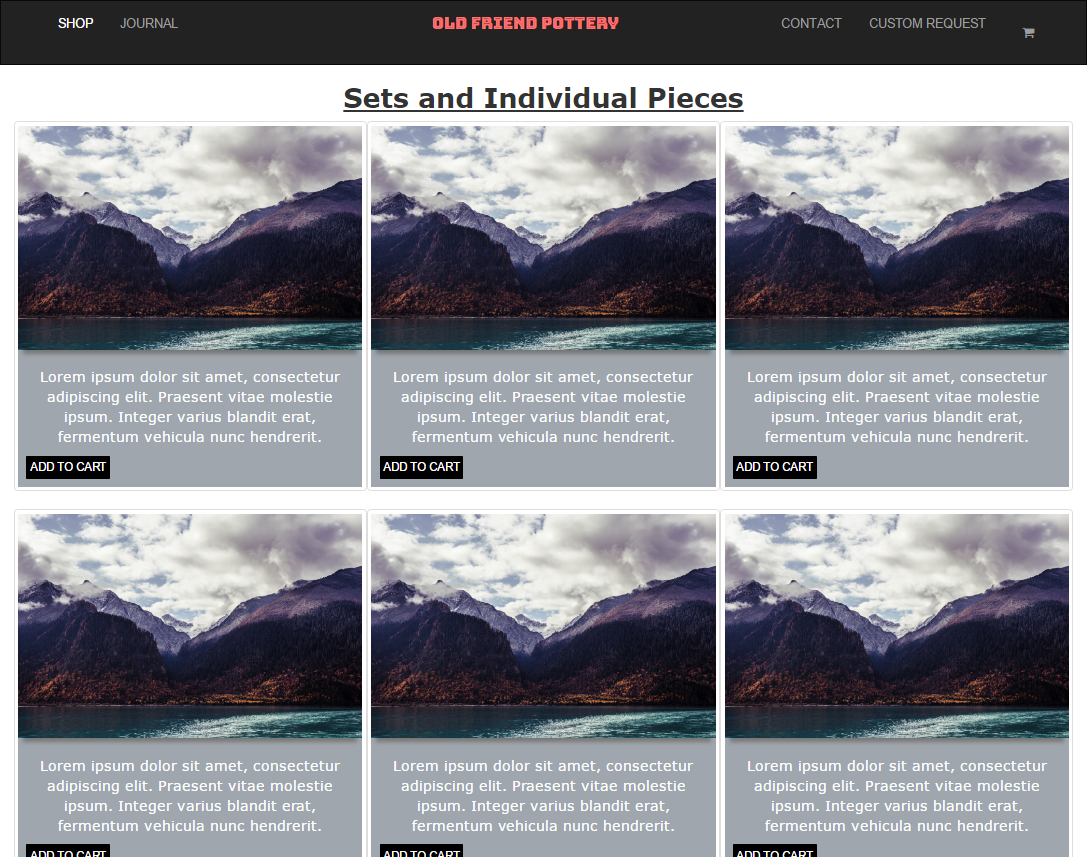 SHOP JOURNAL OLD FRIEND POTTERY CONTACT CUSTOM REQUEST
Sets and Individual Pieces
Lorem ipsum dolor sit amet, consectetur
adipiscing elit. Praesent vitae molestie
ipsum. Integer varius blandit erat,
fermentum vehicula nunc hendrerit.
ADD TO CART
Lorem ipsum dolor sit amet, consectetur
adipiscing elit. Praesent vitae molestie
ipsum. Integer varius blandit erat,
fermentum vehicula nunc hendrerit.
ADD TO CART
Lorem ipsum dolor sit amet, consectetur
adipiscing elit. Praesent vitae molestie
ipsum. Integer varius blandit erat,
fermentum vehicula nunc hendrerit.
ADD TO CART
Lorem ipsum dolor sit amet, consectetur
adipiscing elit. Praesent vitae molestie
ipsum. Integer varius blandit erat,
fermentum vehicula nunc hendrerit.
ADD TO CART
Lorem ipsum dolor sit amet, consectetur
adipiscing elit. Praesent vitae molestie
ipsum. Integer varius blandit erat,
fermentum vehicula nunc hendrerit.
ADD TO CART
Lorem ipsum dolor sit amet, consectetur
adipiscing elit. Praesent vitae molestie
ipsum. Integer varius blandit erat,
fermentum vehicula nunc hendrerit.
ADD TO CART